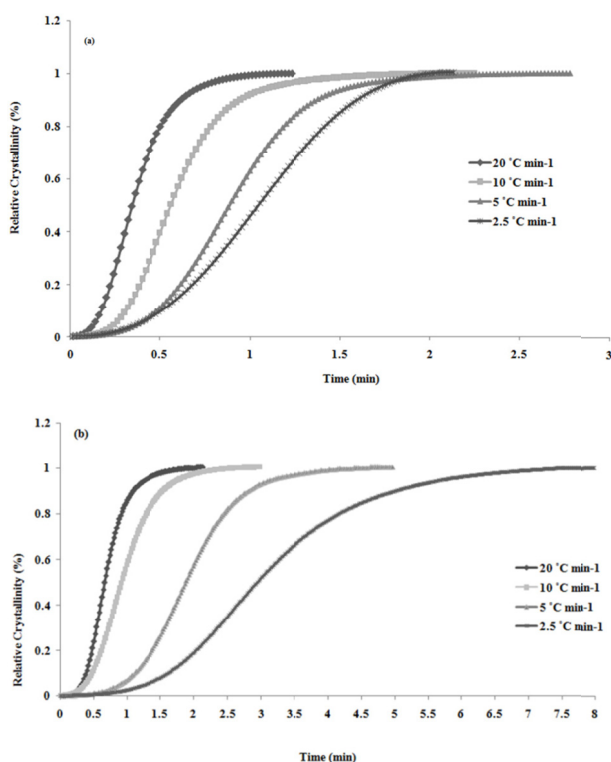 (a)
1.2
1
0.8
0.6
0.4
0.2
0
Relative Crystallinity (%)
0 0.5 1 1.5 2 2.5 3
Time (min)
20 ˚C min-1
10 ˚C min-1
5 ˚C min-1
2.5 ˚C min-1
(b)
1.2
1
0.8
0.6
0.4
0.2
0
Relative Crystallinity (%)
0 0.5 1 1.5 2 2.5 3 3.5 4 4.5 5 5.5 6 6.5 7 7.5 8
Time (min)
20 ˚C min-1
10 ˚C min-1
5 ˚C min-1
2.5 ˚C min-1